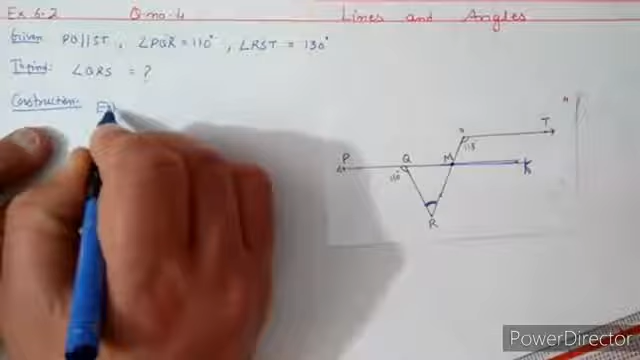 Ex 6.2 Q.no.4 Lines and Angles
Given: PQ||ST, ∠PQR = 110°, ∠RST = 130°
To find: ∠QRS = ?
Construction:
T
P Q M K
110°
R
PowerDirector